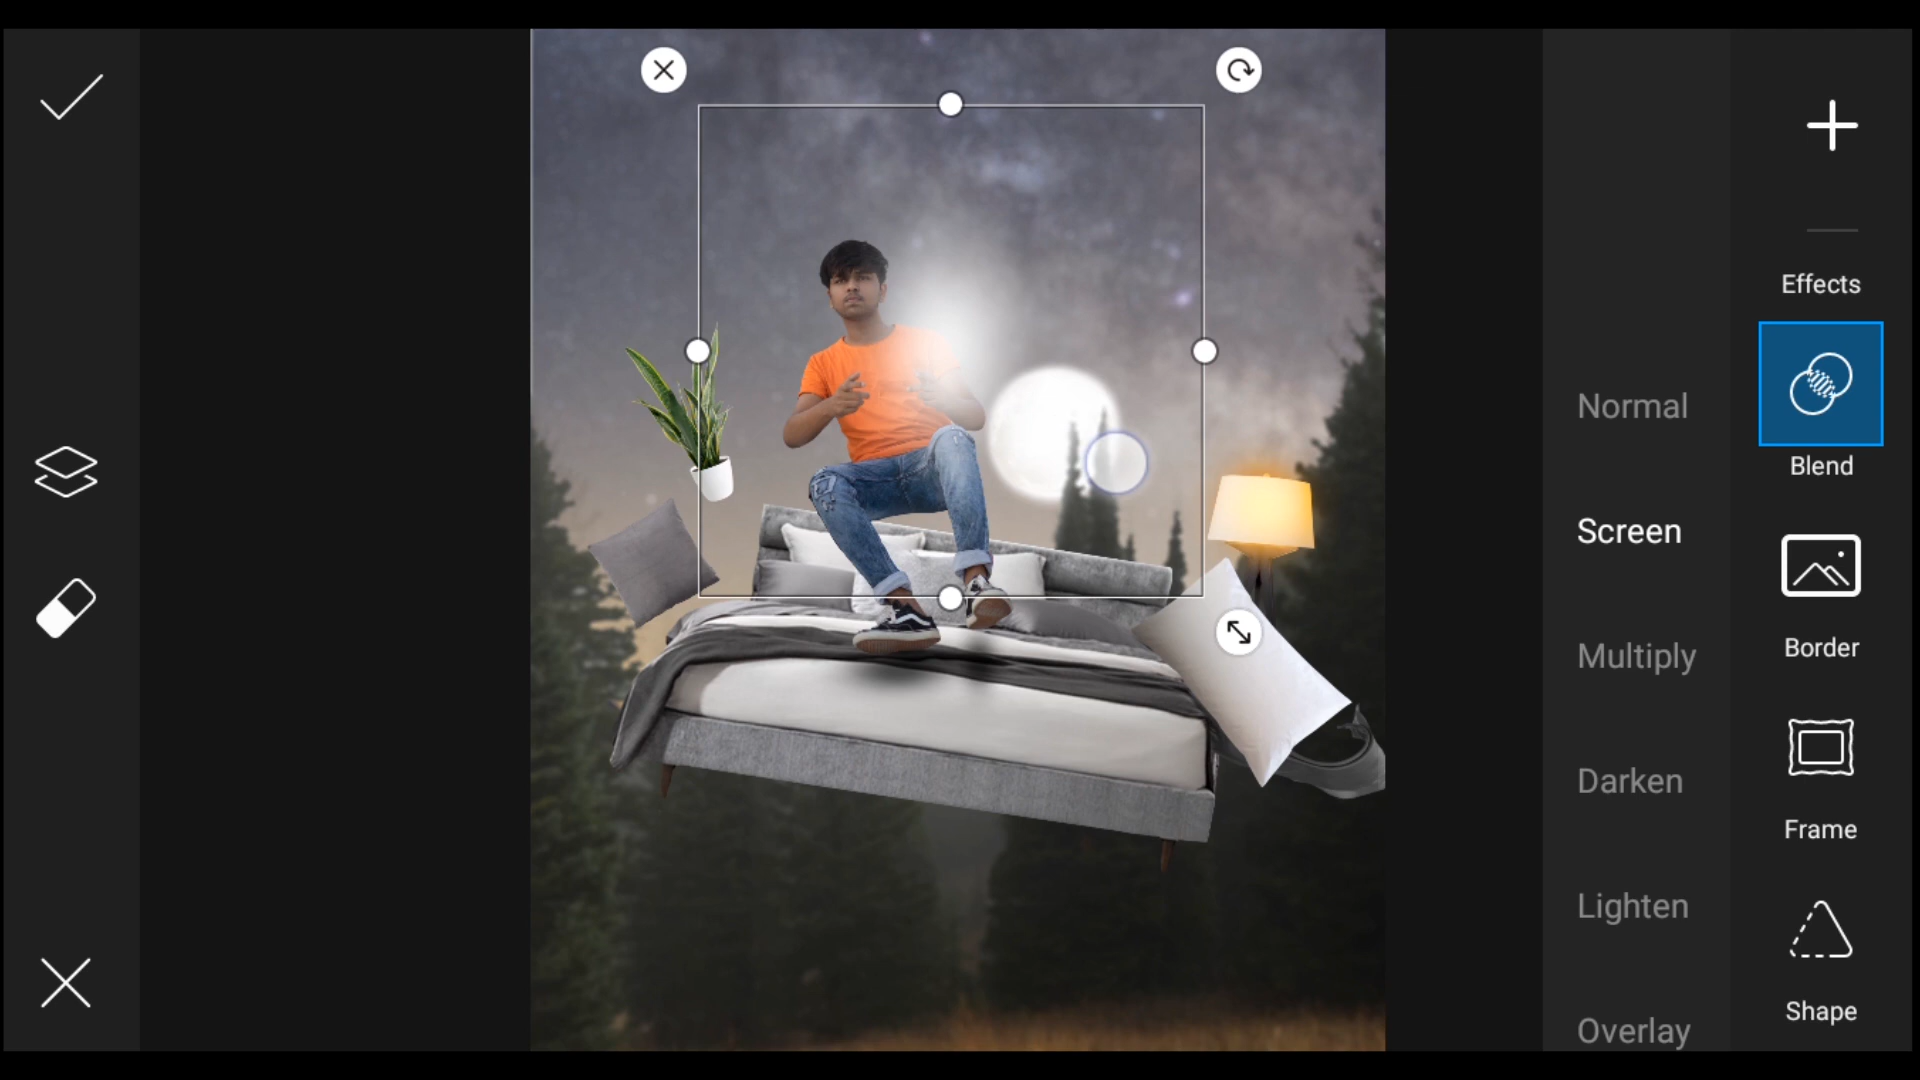 Normal
Screen
Multiply
Darken
Lighten
Overlay
Effects
Blend
Border
Frame
Shape